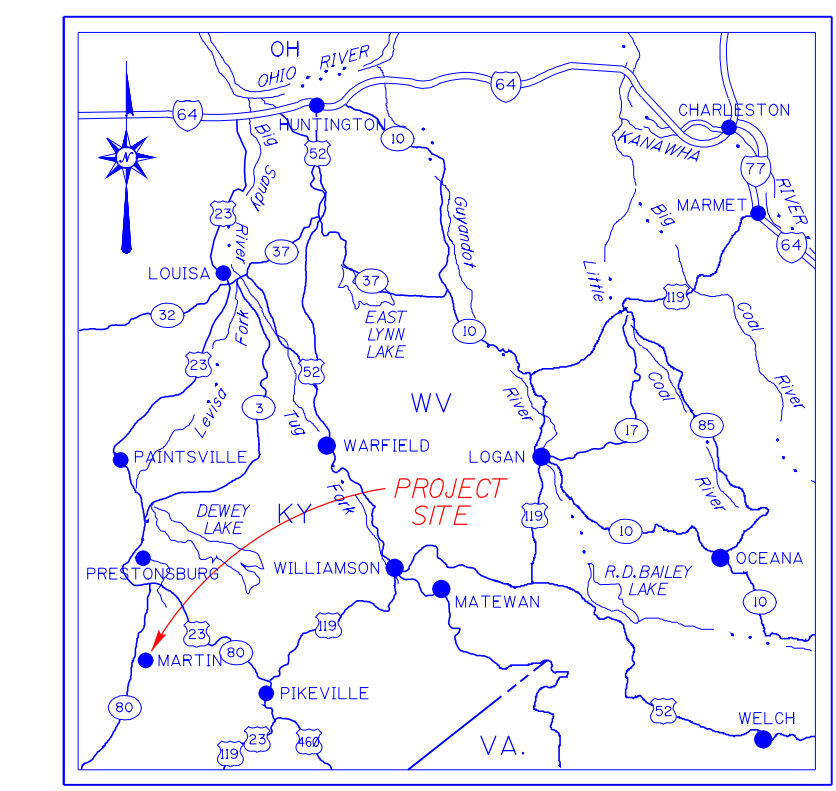 OH
OHIO RIVER
64
64
CHARLESTON
HUNTINGTON
10
KANAWHA
Big
Sandy
River
52
N
77
RIVER
23
Guyandot
River
Big
MARMET
64
37
LOUISA
37
Little
119
32
EAST
LYNN
LAKE
10
Coal
River
Fork
23
52
Levisa
3
Tug
Fork
WV
Coal
River
17
85
WARFIELD
PAINTSVILLE
LOGAN
PROJECT
SITE
DEWEY
LAKE
KY
119
10
PRESTONSBURG
WILLIAMSON
OCEANA
R.D.BAILEY
LAKE
MATEWAN
10
119
23
80
MARTIN
PIKEVILLE
80
52
WELCH
23
460
119
VA.